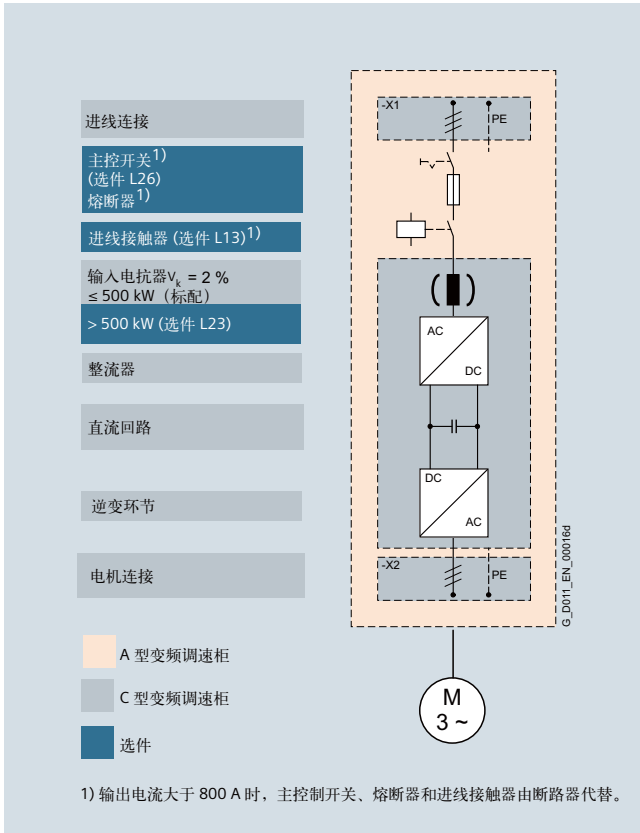 进线连接
主控开关1)
(选件 L26)
熔断器1)
进线接触器 (选件 L13)1)
输入电抗器Vk = 2 %
≤ 500 kW（标配）
> 500 kW (选件 L23)
整流器
直流回路
逆变环节
电机连接
-X1
PE
AC
DC
DC
AC
-X2
PE
M
3 ~
G_D011_EN_00016d
A 型变频调速柜
C 型变频调速柜
选件
1) 输出电流大于 800 A 时，主控制开关、熔断器和进线接触器由断路器代替。